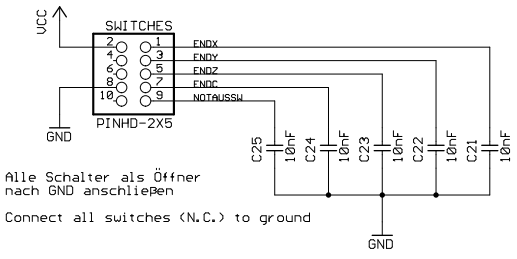 VCC
SWITCHES
2 1 ENDX
4 3 ENDY
6 5 ENDZ
8 7 ENDC
10 9 NOTAUSSW
PINHD-2X5
GND
C25 10nF
C24 10nF
C23 10nF
C22 10nF
C21 10nF
Alle Schalter als Öffner
nach GND anschließen
Connect all switches (N.C.) to ground
GND